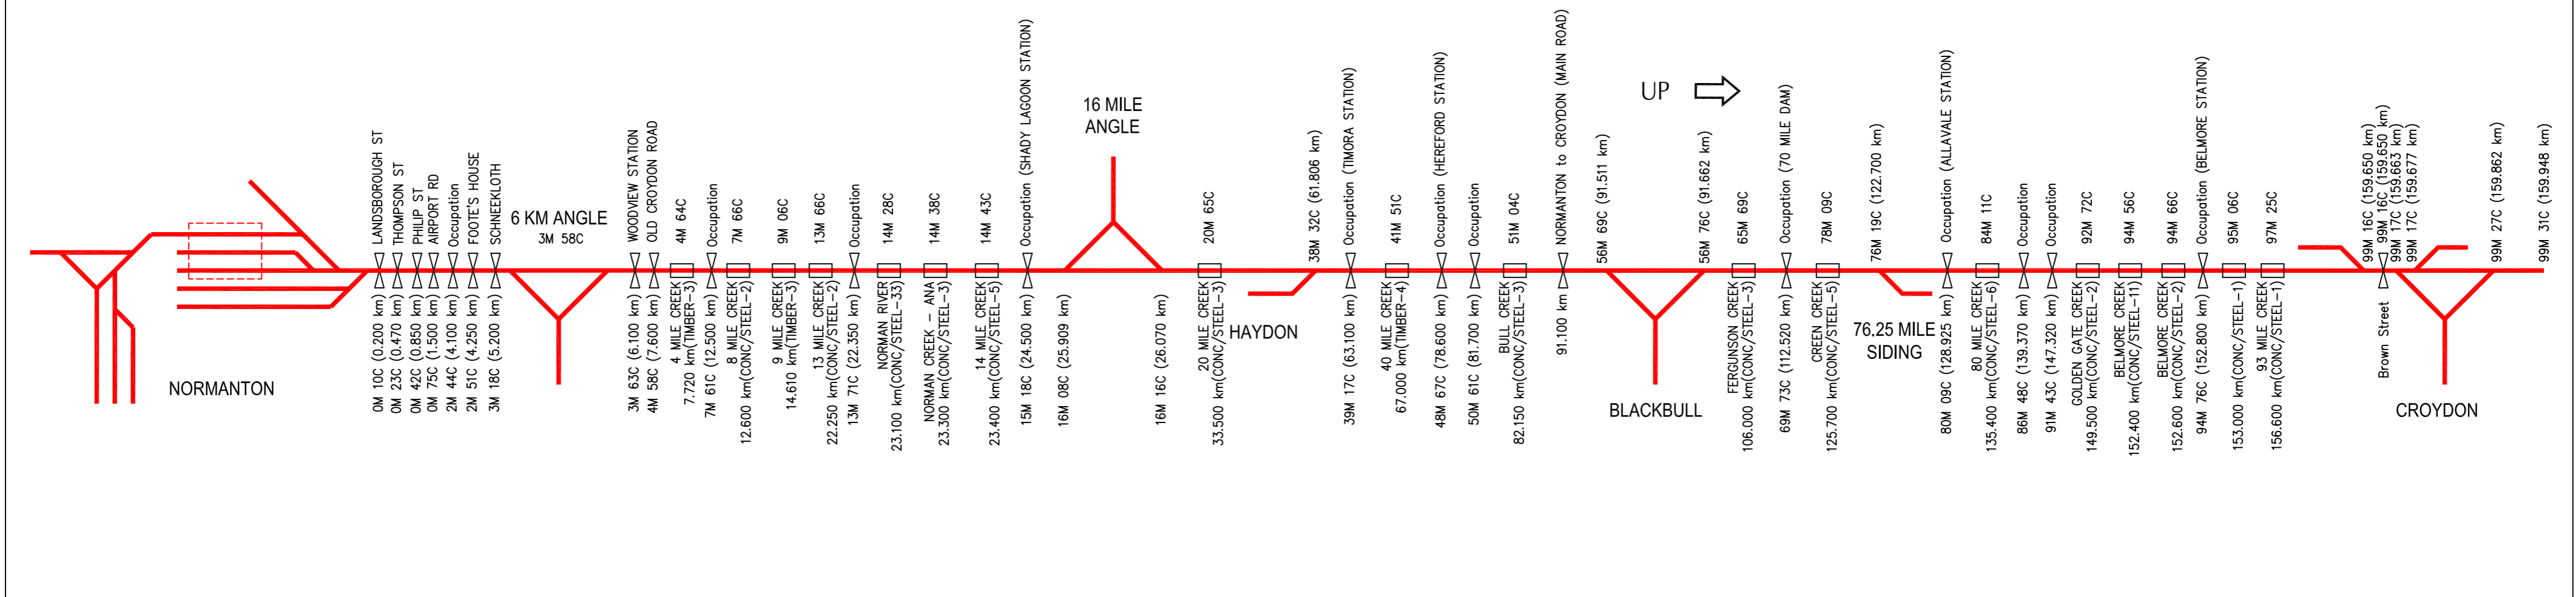 NORMANTON
LANDSBOROUGH ST
0M 10C (0.200 km)
THOMPSON ST
0M 23C (0.470 km)
PHILIP ST
0M 42C (0.850 km)
AIRPORT RD
0M 75C (1.500 km)
Occupation
2M 44C (4.100 km)
FOOTE'S HOUSE
2M 51C (4.250 km)
SCHNEEKLOTH
3M 18C (5.200 km)
6 KM ANGLE
3M 58C
WOODVIEW STATION
3M 63C (6.100 km)
OLD CROYDON ROAD
4M 58C (7.600 km)
4M 64C
4 MILE CREEK
7.720 km(TIMBER-3)
Occupation
7M 61C (12.500 km)
7M 66C
8 MILE CREEK
12.600 km(CONC/STEEL-2)
9M 06C
9 MILE CREEK
14.610 km(TIMBER-3)
13M 66C
13 MILE CREEK
22.250 km(CONC/STEEL-2)
Occupation
13M 71C (22.350 km)
14M 28C
NORMAN RIVER
23.100 km(CONC/STEEL-33)
14M 38C
NORMAN CREEK - ANA
23.300 km(CONC/STEEL-3)
14M 43C
14 MILE CREEK
23.400 km(CONC/STEEL-5)
Occupation (SHADY LAGOON STATION)
15M 18C (24.500 km)
16M 08C (25.909 km)
16 MILE
ANGLE
16M 16C (26.070 km)
20M 65C
20 MILE CREEK
33.500 km(CONC/STEEL-3)
HAYDON
38M 32C (61.806 km)
Occupation (TIMORA STATION)
39M 17C (63.100 km)
41M 51C
40 MILE CREEK
67.000 km(TIMBER-4)
Occupation (HEREFORD STATION)
48M 67C (78.600 km)
Occupation
50M 61C (81.700 km)
51M 04C
BULL CREEK
82.150 km(CONC/STEEL-3)
NORMANTON to CROYDON (MAIN ROAD)
91.100 km
56M 69C (91.511 km)
BLACKBULL
UP
56M 76C (91.662 km)
65M 69C
FERGUNSON CREEK
106.000 km(CONC/STEEL-3)
Occupation (70 MILE DAM)
69M 73C (112.520 km)
78M 09C
CREEN CREEK
125.700 km(CONC/STEEL-5)
76M 19C (122.700 km)
76.25 MILE
SIDING
Occupation (ALLAVALE STATION)
80M 09C (128.925 km)
84M 11C
80 MILE CREEK
135.400 km(CONC/STEEL-6)
Occupation
86M 48C (139.370 km)
Occupation
91M 43C (147.320 km)
92M 72C
GOLDEN GATE CREEK
149.500 km(CONC/STEEL-2)
94M 56C
BELMORE CREEK
152.400 km(CONC/STEEL-11)
94M 66C
BELMORE CREEK
152.600 km(CONC/STEEL-2)
Occupation (BELMORE STATION)
94M 76C (152.800 km)
95M 06C
153.000 km(CONC/STEEL-1)
97M 25C
93 MILE CREEK
156.600 km(CONC/STEEL-1)
99M 16C (159.650 km)
99M 16C (159.650 km)
Brown Street
99M 17C (159.663 km)
99M 17C (159.677 km)
CROYDON
99M 27C (159.862 km)
99M 31C (159.948 km)